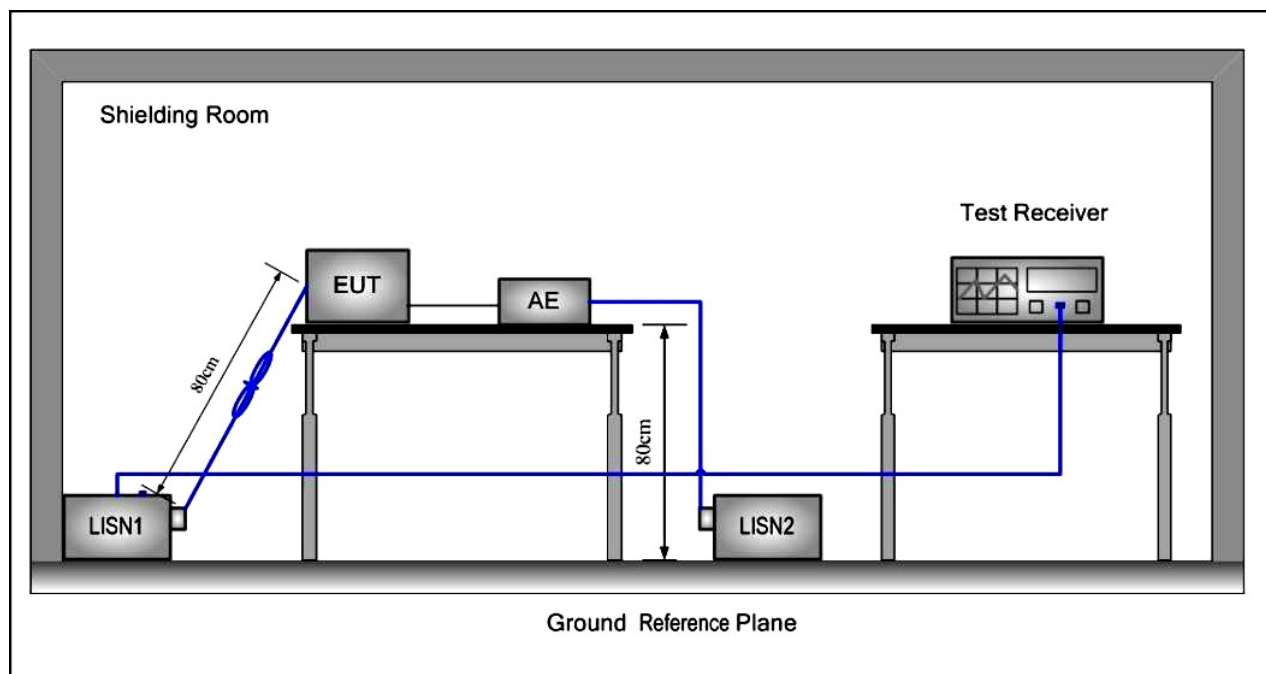 Shielding Room
Test Receiver
EUT
AE
80cm
80cm
LISN1
LISN2
Ground Reference Plane